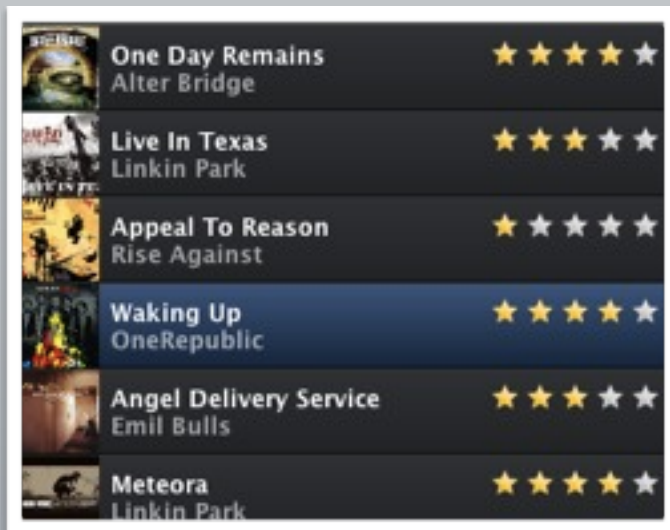 One Day Remains
Alter Bridge
Live In Texas
Linkin Park
Appeal To Reason
Rise Against
Waking Up
OneRepublic
Angel Delivery Service
Emil Bulls
Meteora
Linkin Park